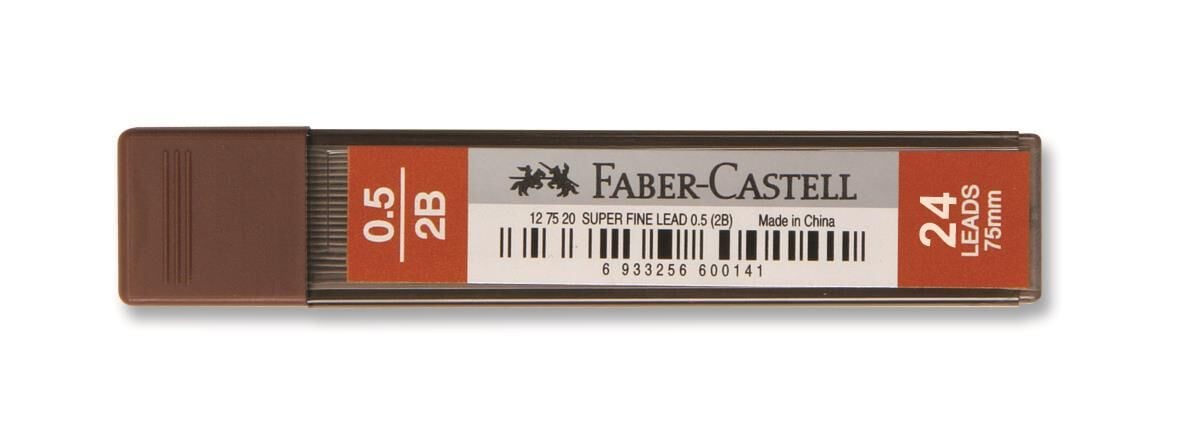 0.5
2B
FABER-CASTELL
12 75 20 SUPER FINE LEAD 0.5 (2B) Made in China
6 933256 600141
24
LEADS
75mm